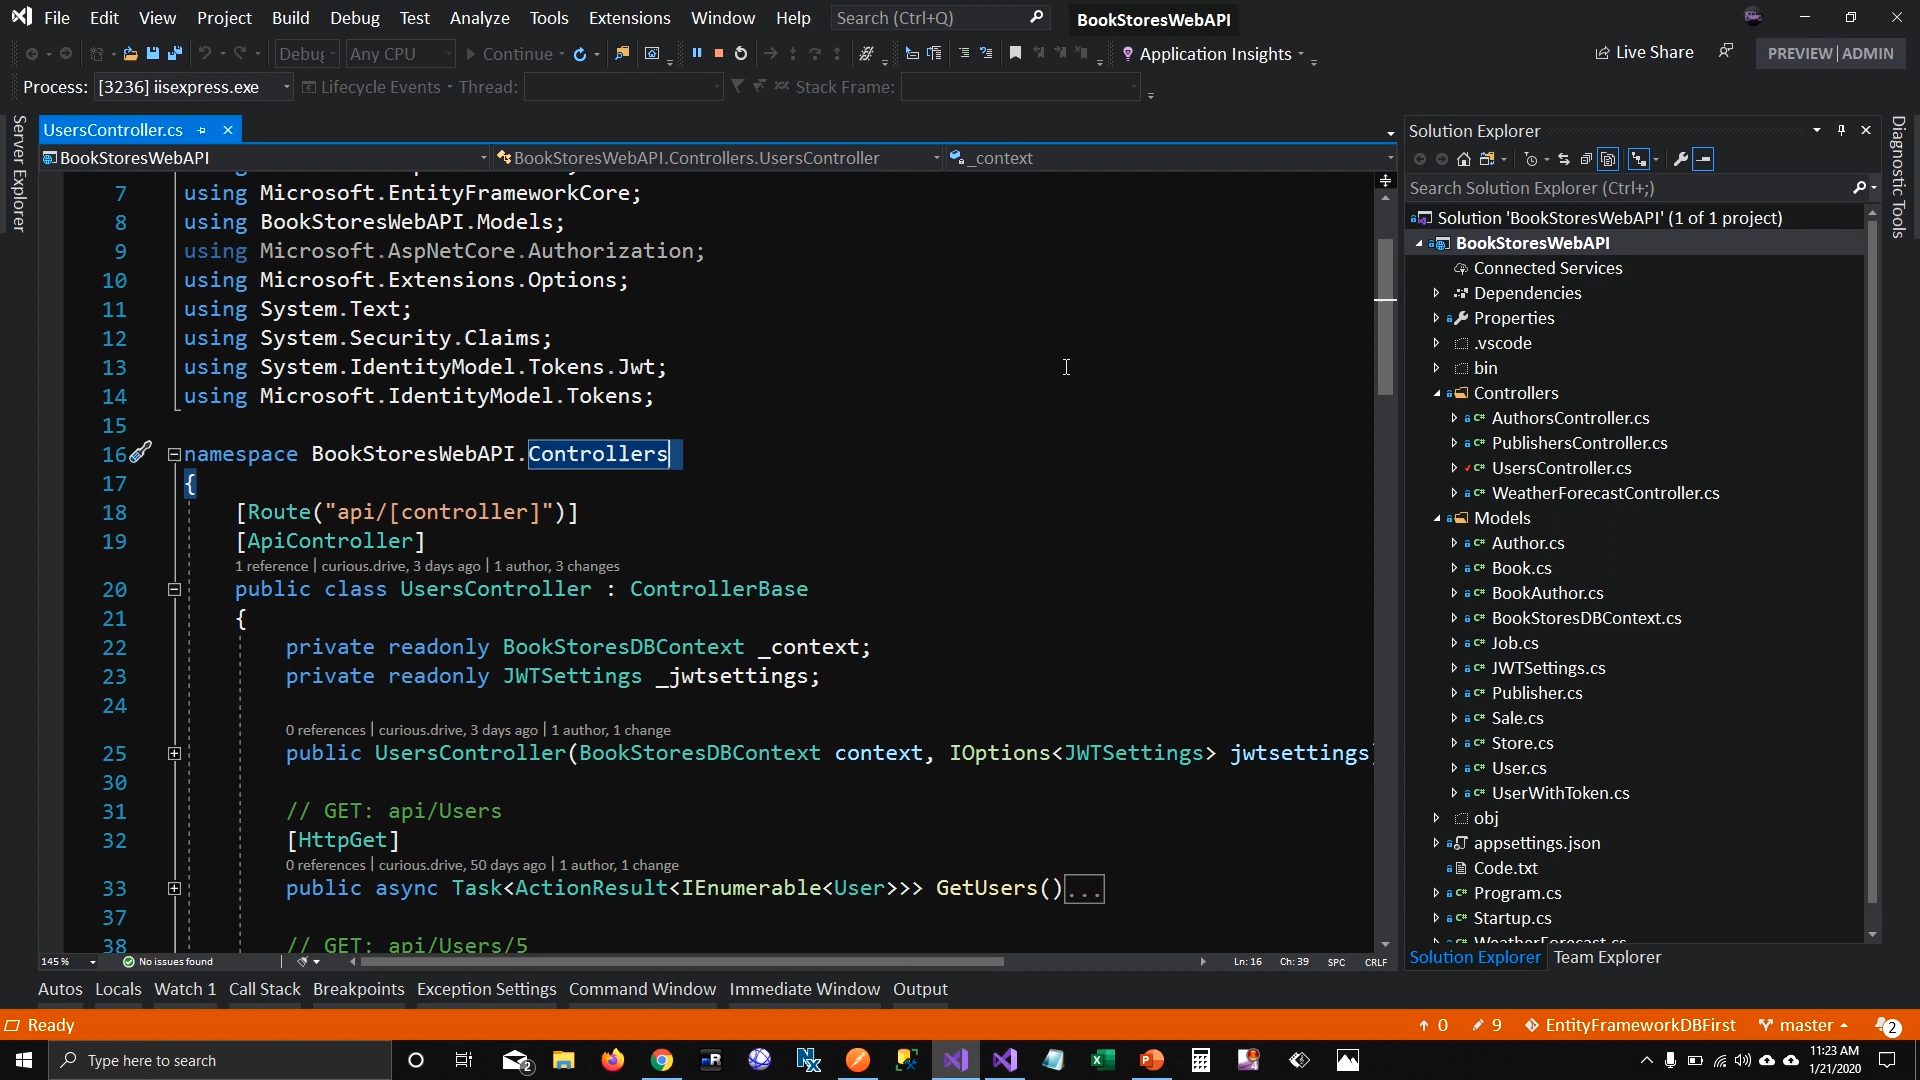 File Edit View Project Build Debug Test Analyze Tools Extensions Window Help Search (Ctrl+Q) BookStoresWebAPI
Debug Any CPU Continue Application Insights Live Share PREVIEW | ADMIN
Process: [3236] iisexpress.exe Lifecycle Events Thread: Stack Frame:
Server Explorer
UsersController.cs
BookStoresWebAPI BookStoresWebAPI.Controllers.UsersController _context
7 using Microsoft.EntityFrameworkCore;
8 using BookStoresWebAPI.Models;
9 using Microsoft.AspNetCore.Authorization;
10 using Microsoft.Extensions.Options;
11 using System.Text;
12 using System.Security.Claims;
13 using System.IdentityModel.Tokens.Jwt;
14 using Microsoft.IdentityModel.Tokens;
15
16 namespace BookStoresWebAPI.Controllers
17 {
18 [Route("api/[controller]")]
19 [ApiController]
1 reference | curious.drive, 3 days ago | 1 author, 3 changes
20 public class UsersController : ControllerBase
21 {
22 private readonly BookStoresDBContext _context;
23 private readonly JWTSettings _jwtsettings;
24
0 references | curious.drive, 3 days ago | 1 author, 1 change
25 public UsersController(BookStoresDBContext context, IOptions<JWTSettings> jwtsettings)
30
31 // GET: api/Users
32 [HttpGet]
0 references | curious.drive, 50 days ago | 1 author, 1 change
33 public async Task<ActionResult<IEnumerable<User>>> GetUsers()...
37
38 // GET: api/Users/5
145 % No issues found Ln: 16 Ch: 39 SPC CRLF
Solution Explorer
Search Solution Explorer (Ctrl+;)
Solution 'BookStoresWebAPI' (1 of 1 project)
BookStoresWebAPI
Connected Services
Dependencies
Properties
.vscode
bin
Controllers
AuthorsController.cs
PublishersController.cs
UsersController.cs
WeatherForecastController.cs
Models
Author.cs
Book.cs
BookAuthor.cs
BookStoresDBContext.cs
Job.cs
JWTSettings.cs
Publisher.cs
Sale.cs
Store.cs
User.cs
UserWithToken.cs
obj
appsettings.json
Code.txt
Program.cs
Startup.cs
WeatherForecast.cs
Solution Explorer Team Explorer
Diagnostic Tools
Autos Locals Watch 1 Call Stack Breakpoints Exception Settings Command Window Immediate Window Output
Ready 0 9 EntityFrameworkDBFirst master 2
Type here to search 2 11:23 AM
1/21/2020